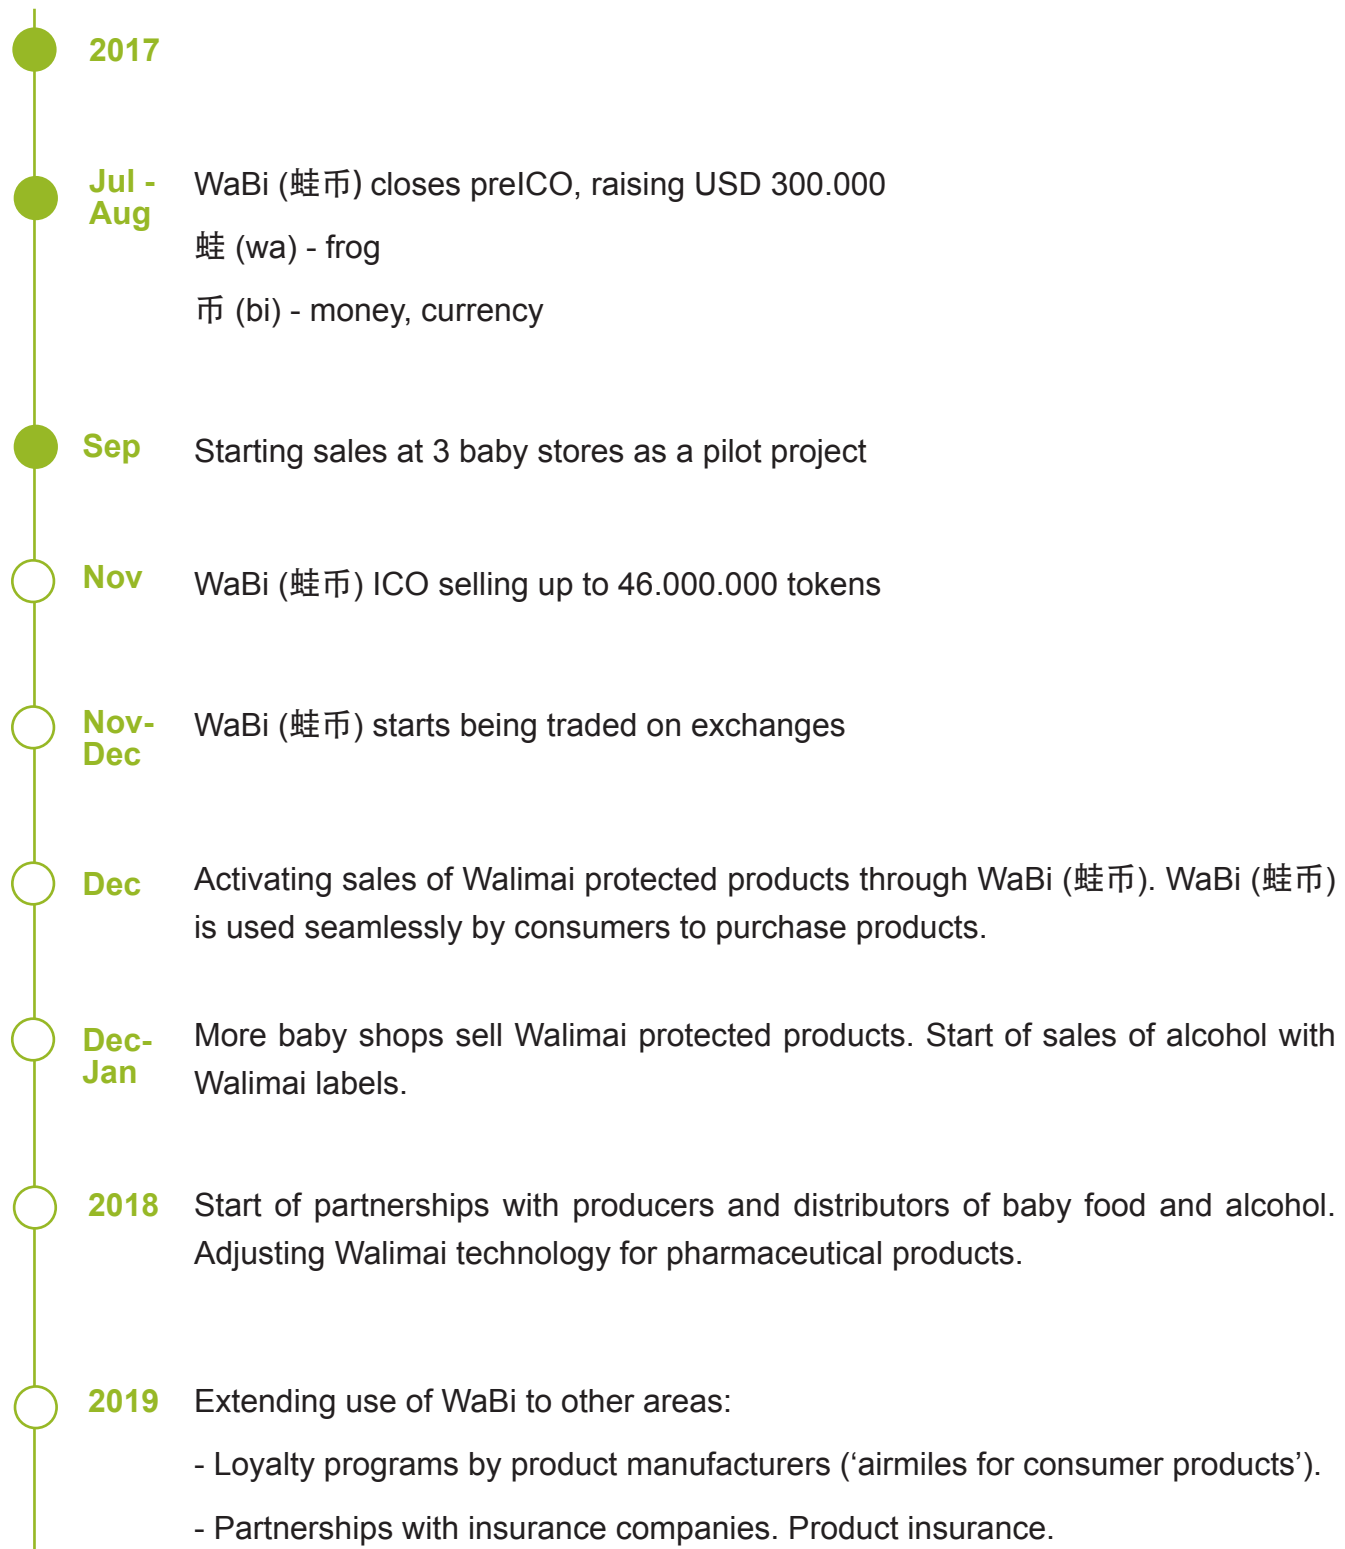 2017
Jul -
Aug
WaBi (蛙币) closes preICO, raising USD 300.000
蛙 (wa) - frog
币 (bi) - money, currency
Sep
Starting sales at 3 baby stores as a pilot project
Nov
WaBi (蛙币) ICO selling up to 46.000.000 tokens
Nov-
Dec
WaBi (蛙币) starts being traded on exchanges
Dec
Activating sales of Walimai protected products through WaBi (蛙币). WaBi (蛙币)
is used seamlessly by consumers to purchase products.
Dec-
Jan
More baby shops sell Walimai protected products. Start of sales of alcohol with
Walimai labels.
2018
Start of partnerships with producers and distributors of baby food and alcohol.
Adjusting Walimai technology for pharmaceutical products.
2019
Extending use of WaBi to other areas:
- Loyalty programs by product manufacturers (‘airmiles for consumer products’).
- Partnerships with insurance companies. Product insurance.